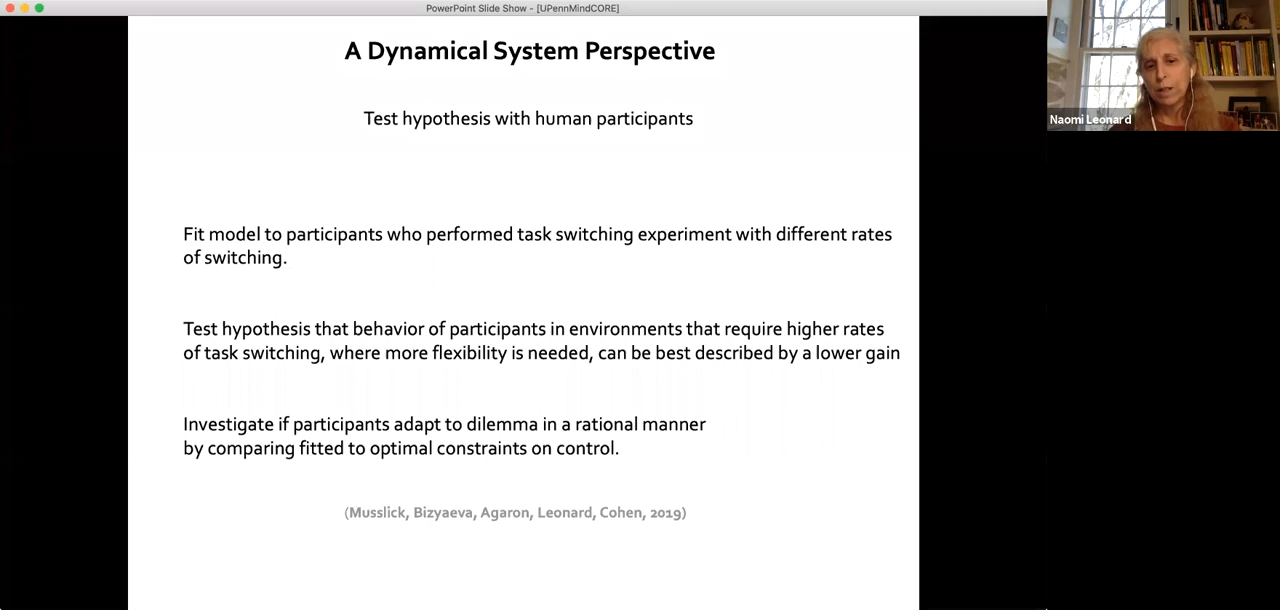 PowerPoint Slide Show - [UPennMindCORE]
A Dynamical System Perspective
Test hypothesis with human participants
Fit model to participants who performed task switching experiment with different rates
of switching.
Test hypothesis that behavior of participants in environments that require higher rates
of task switching, where more flexibility is needed, can be best described by a lower gain
Investigate if participants adapt to dilemma in a rational manner
by comparing fitted to optimal constraints on control.
(Musslick, Bizyaeva, Agaron, Leonard, Cohen, 2019)
Naomi Leonard